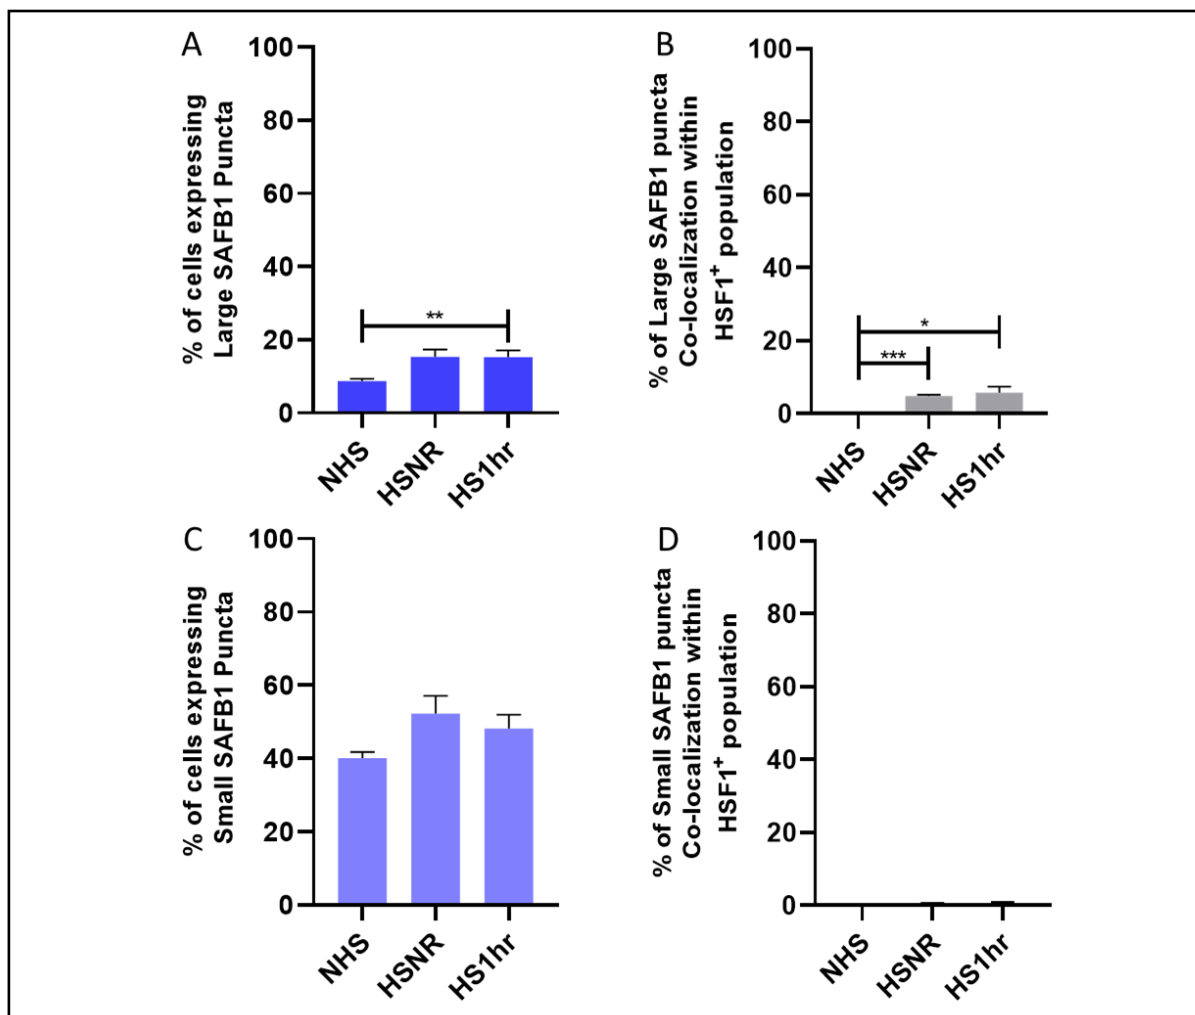 A
% of cells expressing
Large SAFB1 Puncta
100
80
60
40
20
0
**
NHS
HSNR
HS1hr
B
% of Large SAFB1 puncta
Co-localization within
HSF1⁺ population
100
80
60
40
20
0
*
***
NHS
HSNR
HS1hr
C
% of cells expressing
Small SAFB1 Puncta
100
80
60
40
20
0
NHS
HSNR
HS1hr
D
% of Small SAFB1 puncta
Co-localization within
HSF1⁺ population
100
80
60
40
20
0
NHS
HSNR
HS1hr